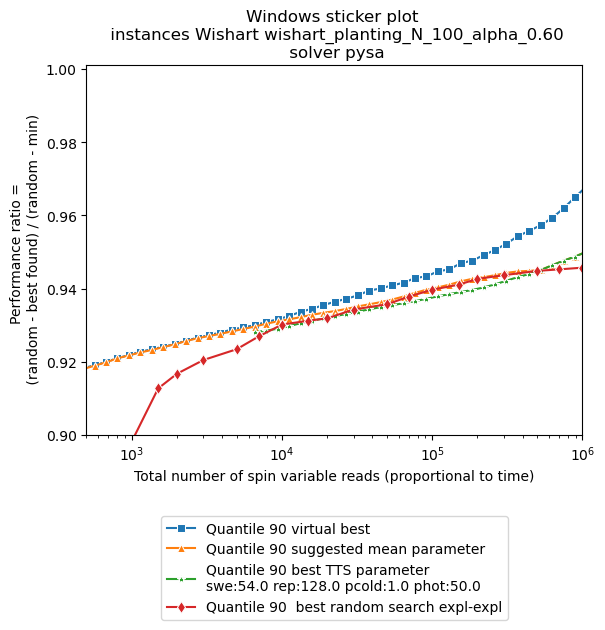 Windows sticker plot
instances Wishart wishart_planting_N_100_alpha_0.60
solver pysa
Performance ratio =
(random - best found) / (random - min)
1.00
0.98
0.96
0.94
0.92
0.90
10³
10⁴
10⁵
10⁶
Total number of spin variable reads (proportional to time)
Quantile 90 virtual best
Quantile 90 suggested mean parameter
Quantile 90 best TTS parameter
swe:54.0 rep:128.0 pcold:1.0 phot:50.0
Quantile 90  best random search expl-expl